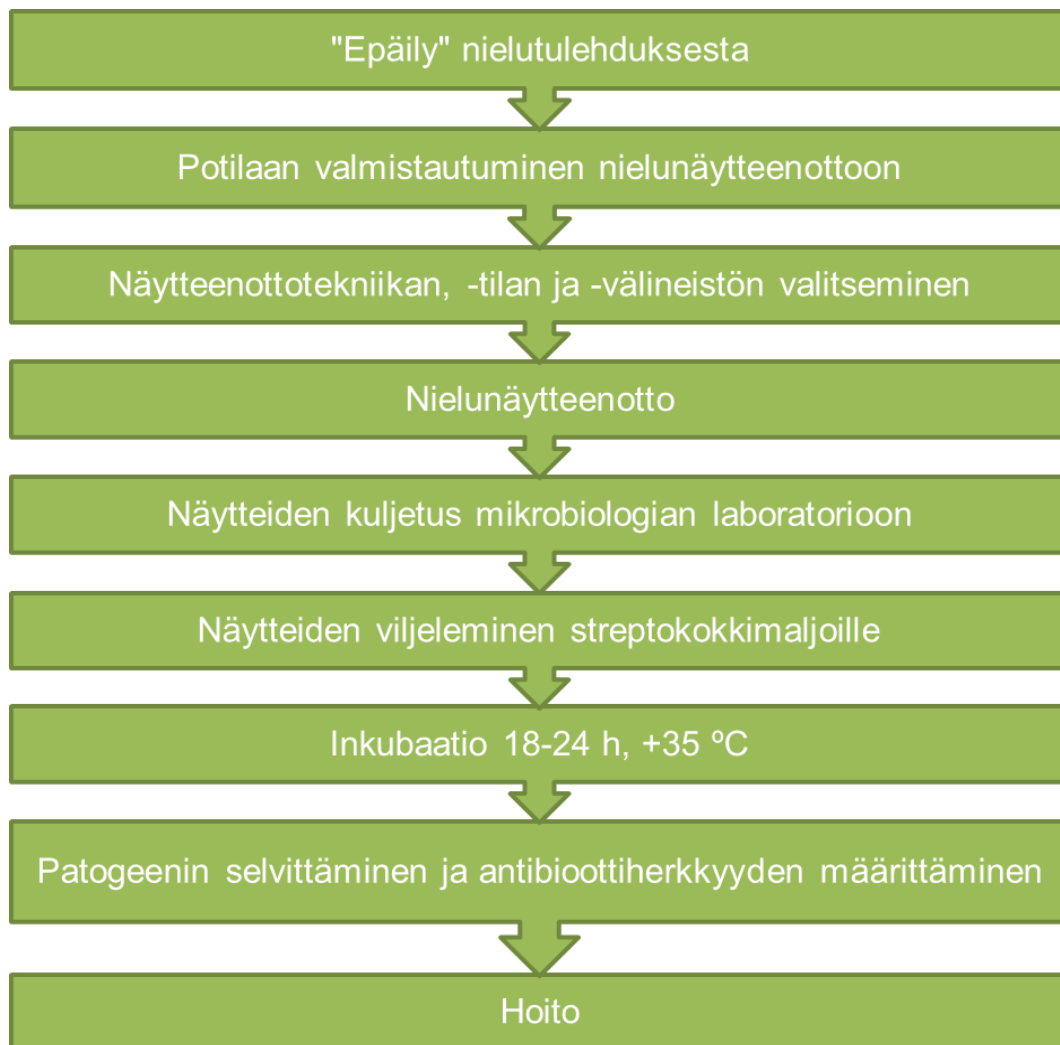 "Epäily" nielutulehduksesta
Potilaan valmistautuminen nielunäytteenottoon
Näytteenottotekniikan, -tilan ja -välineistön valitseminen
Nielunäytteenotto
Näytteiden kuljetus mikrobiologian laboratorioon
Näytteiden viljeleminen streptokokkimaljoille
Inkubaatio 18-24 h, +35 ºC
Patogeenin selvittäminen ja antibioottiherkkyyden määrittäminen
Hoito